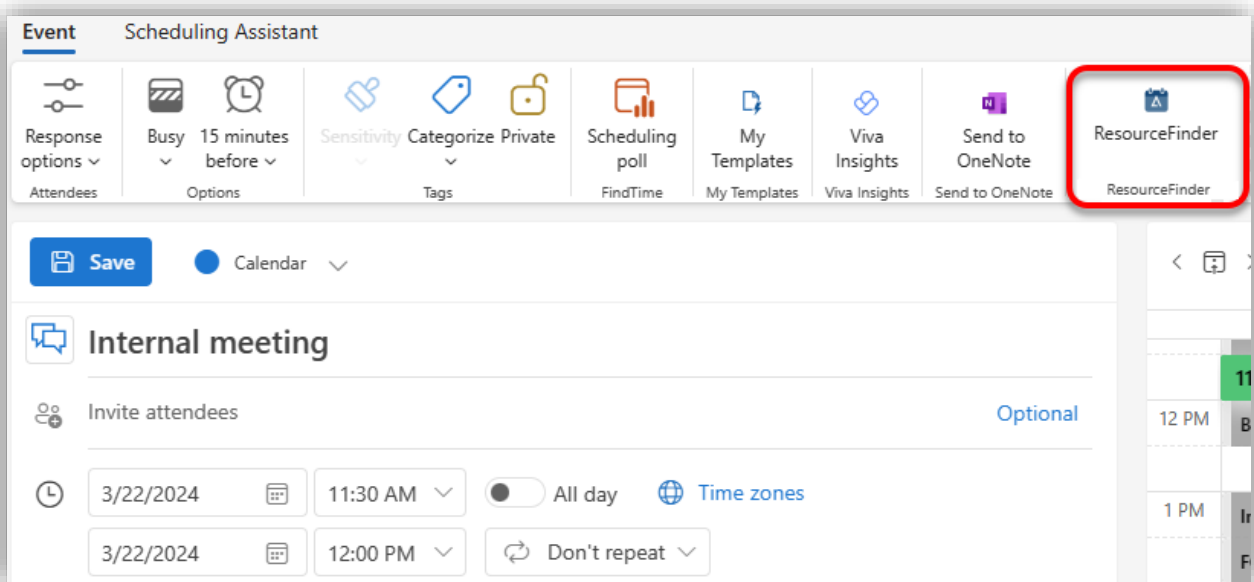 Event Scheduling Assistant
Response options
Busy
15 minutes before
Sensitivity
Categorize
Private
Scheduling poll
My Templates
Viva Insights
Send to OneNote
ResourceFinder
Attendees
Options
Tags
FindTime
My Templates
Viva Insights
Send to OneNote
ResourceFinder
Save
Calendar
Internal meeting
Invite attendees
Optional
3/22/2024
11:30 AM
All day
Time zones
3/22/2024
12:00 PM
Don't repeat
11
12 PM
B
1 PM